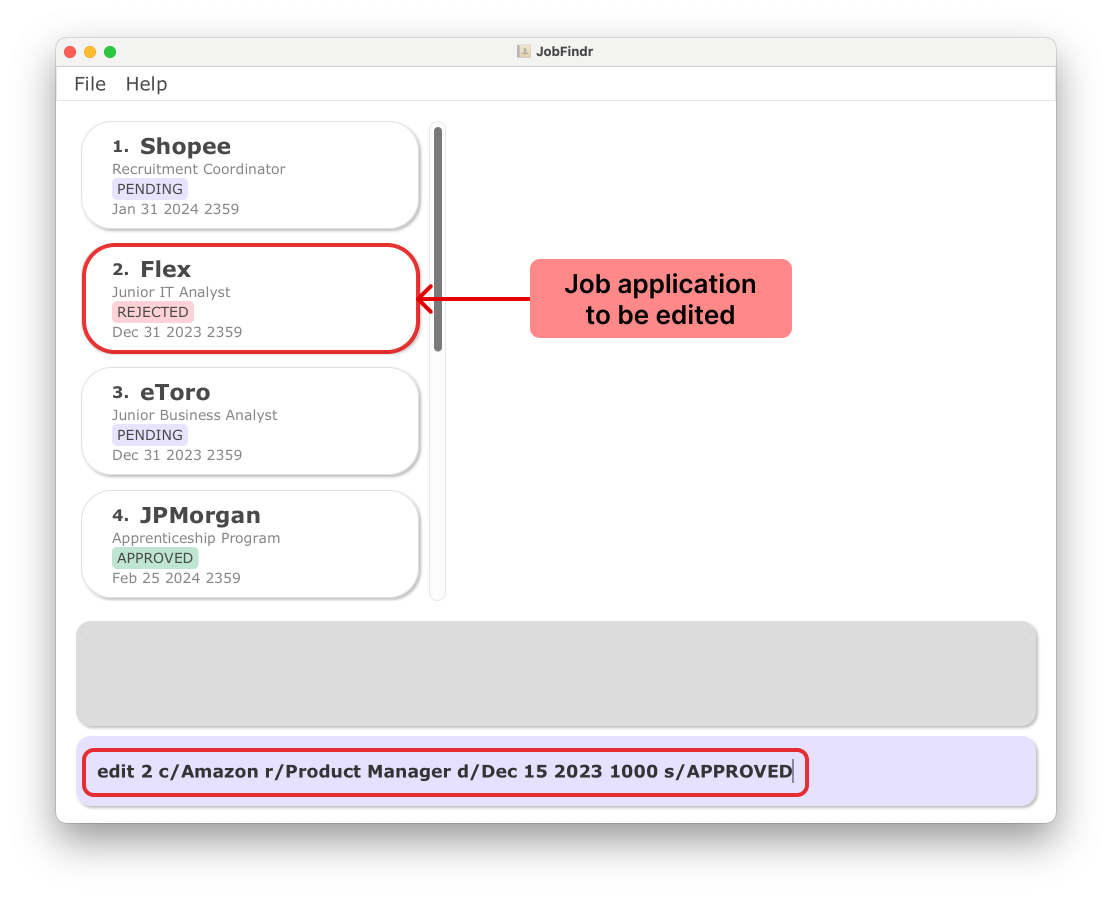 JobFindr
File Help
1. Shopee
Recruitment Coordinator
PENDING
Jan 31 2024 2359
2. Flex
Junior IT Analyst
REJECTED
Dec 31 2023 2359
Job application
to be edited
3. eToro
Junior Business Analyst
PENDING
Dec 31 2023 2359
4. JPMorgan
Apprenticeship Program
APPROVED
Feb 25 2024 2359
edit 2 c/Amazon r/Product Manager d/Dec 15 2023 1000 s/APPROVED